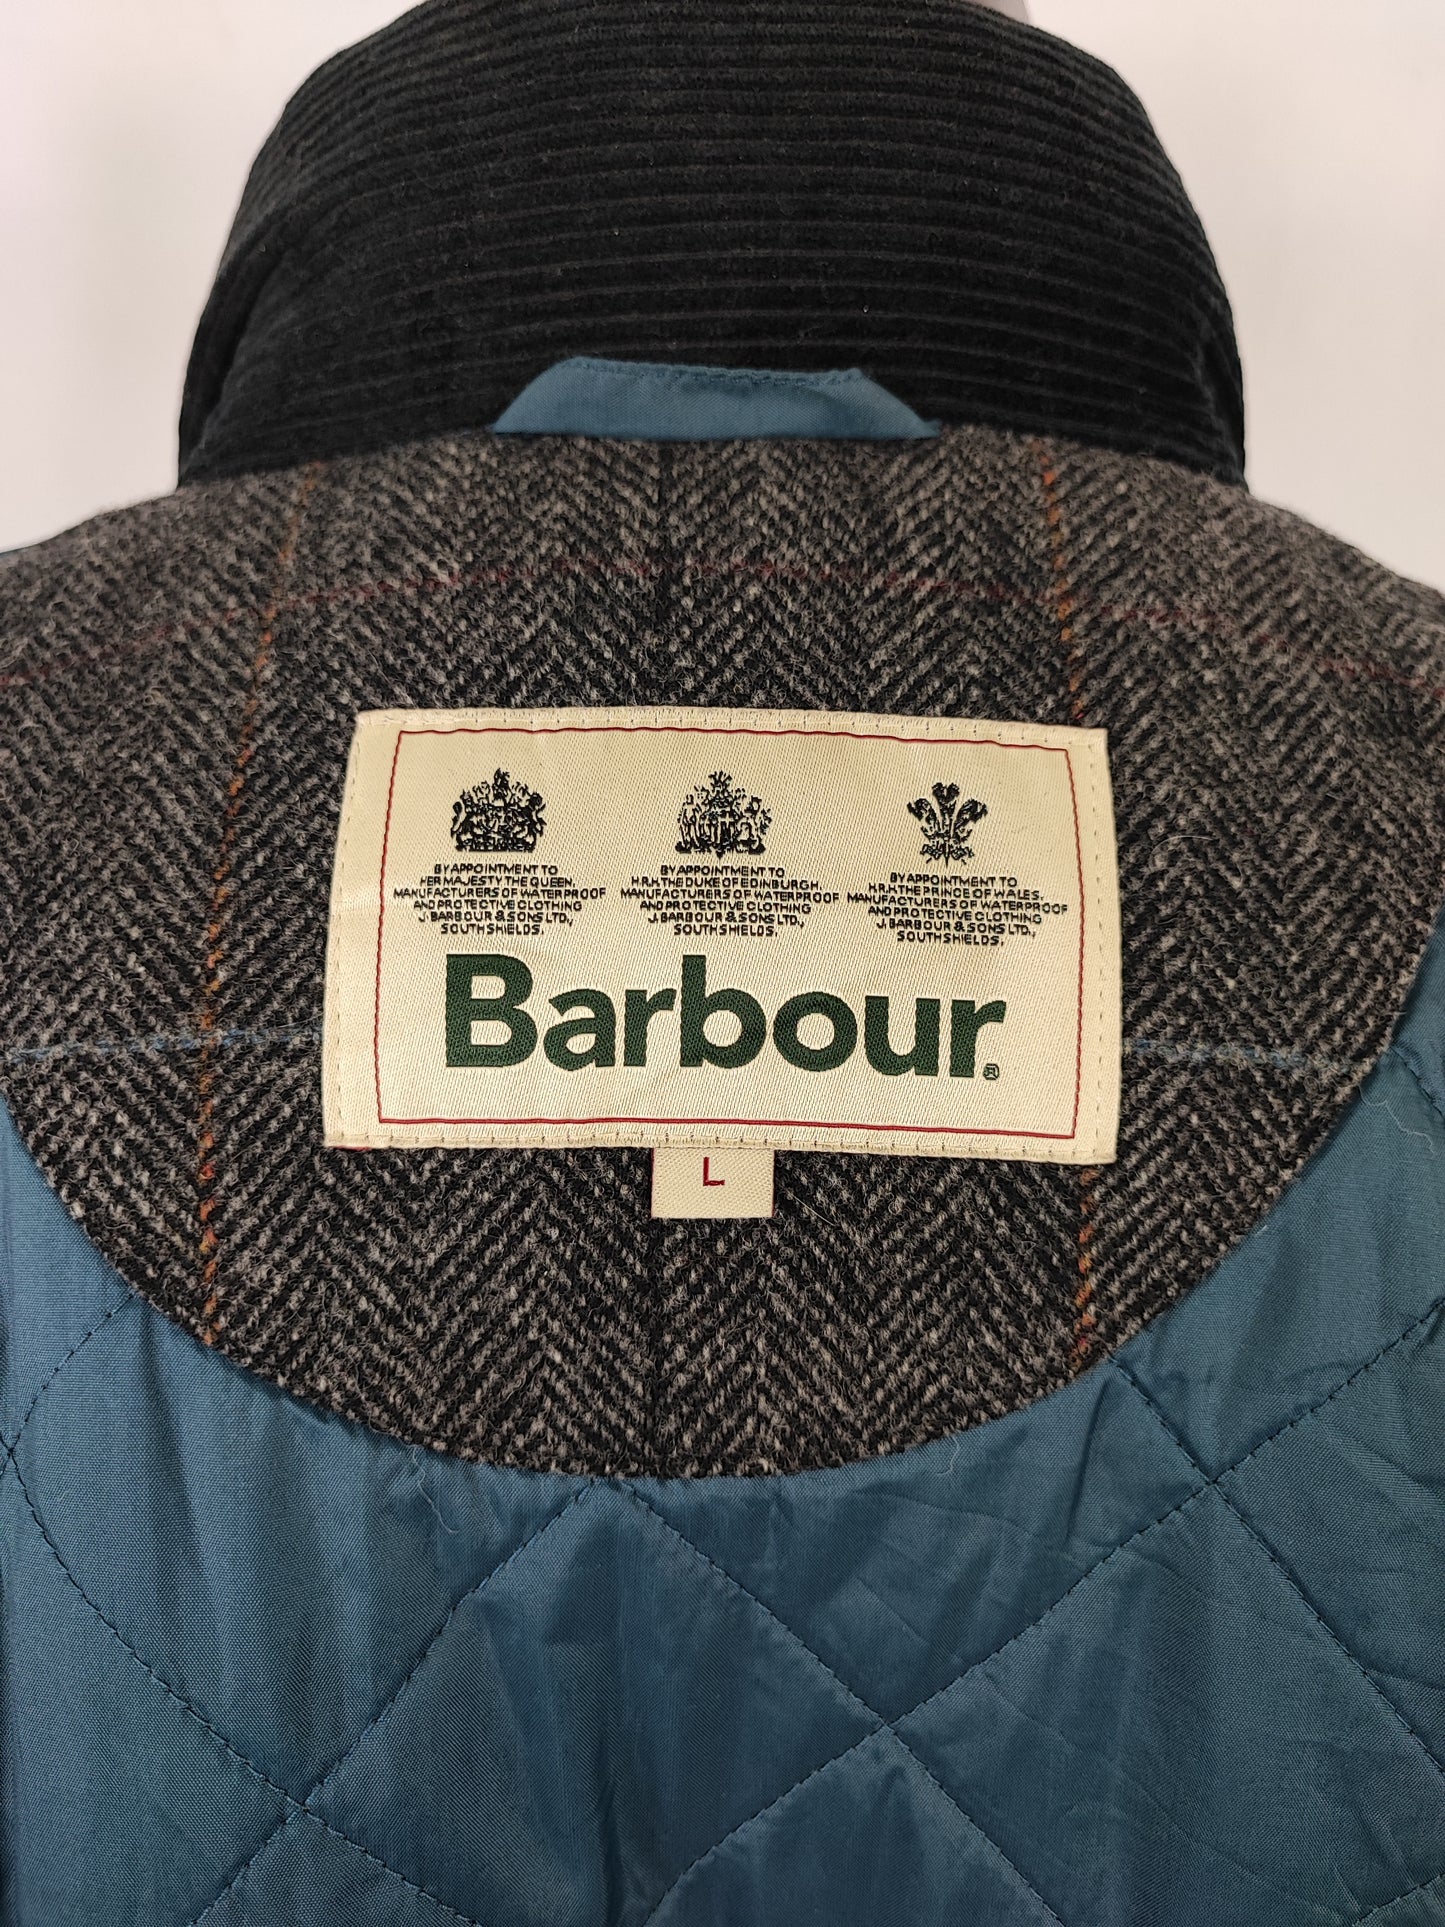 BY APPOINTMENT TO
HER MAJESTY THE QUEEN,
MANUFACTURERS OF WATERPROOF
AND PROTECTIVE CLOTHING
J. BARBOUR & SONS LTD.,
SOUTH SHIELDS.
BY APPOINTMENT TO
H.R.H. THE DUKE OF EDINBURGH,
MANUFACTURERS OF WATERPROOF
AND PROTECTIVE CLOTHING
J. BARBOUR & SONS LTD.,
SOUTH SHIELDS.
BY APPOINTMENT TO
H.R.H. THE PRINCE OF WALES,
MANUFACTURERS OF WATERPROOF
AND PROTECTIVE CLOTHING
J. BARBOUR & SONS LTD.,
SOUTH SHIELDS.
Barbour®
L